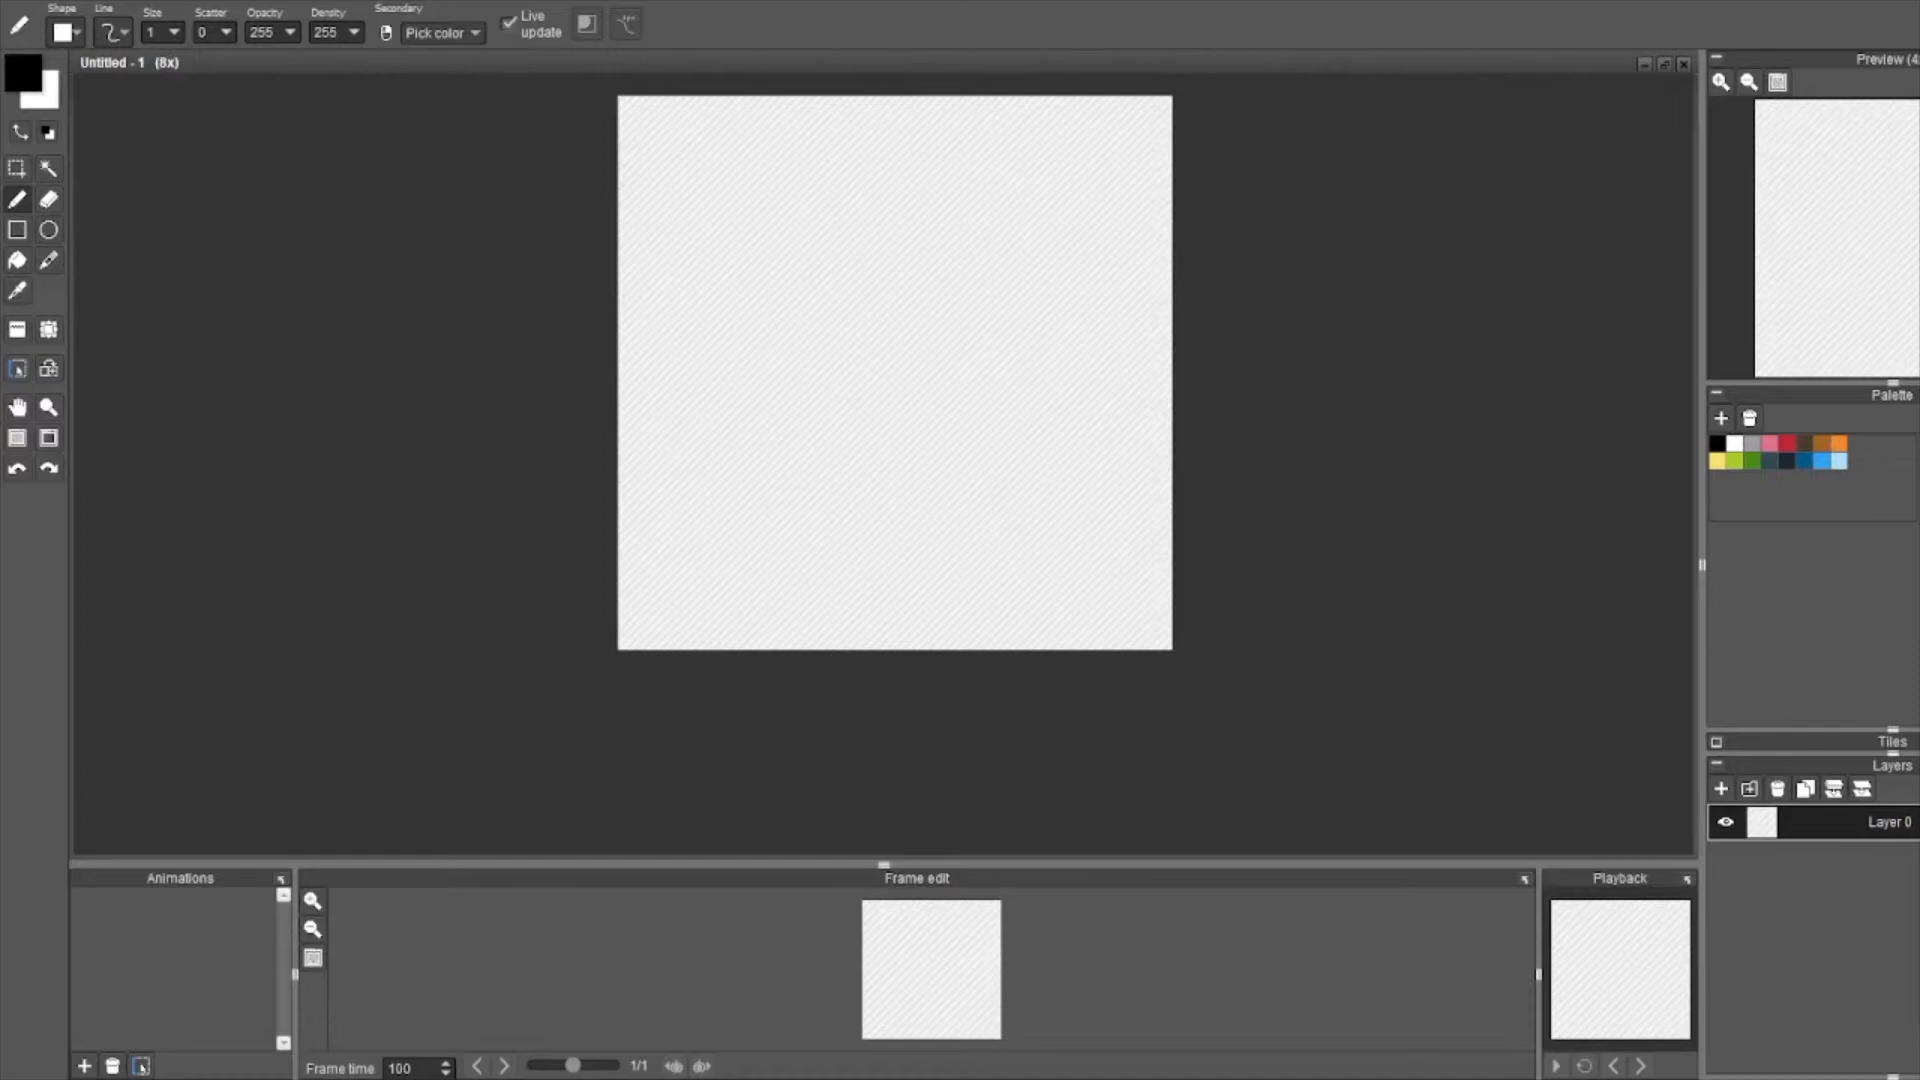 Shape Line Size Scatter Opacity Density Secondary
1 0 255 255 Pick color Live update
Untitled - 1 (8x)
Preview (4
Palette
Tiles
Layers
Layer 0
Animations Frame edit Playback
Frame time 100 1/1